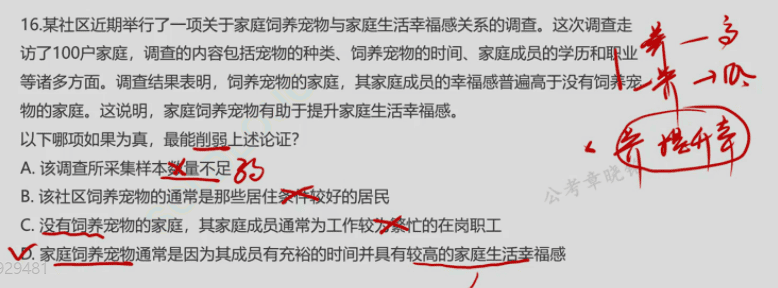 16.某社区近期举行了一项关于家庭饲养宠物与家庭生活幸福感关系的调查。这次调查走
访了100户家庭，调查的内容包括宠物的种类、饲养宠物的时间、家庭成员的学历和职业
等诸多方面。调查结果表明，饲养宠物的家庭，其家庭成员的幸福感普遍高于没有饲养宠
物的家庭。这说明，家庭饲养宠物有助于提升家庭生活幸福感。
以下哪项如果为真，最能削弱上述论证？
A. 该调查所采集样本数量不足 弱
B. 该社区饲养宠物的通常是那些居住条件较好的居民
C. 没有饲养宠物的家庭，其家庭成员通常为工作较为繁忙的在岗职工
D. 家庭饲养宠物通常是因为其成员有充裕的时间并具有较高的家庭生活幸福感
养 — 高
一养 → 低
养 提升幸
公考章晓
929481